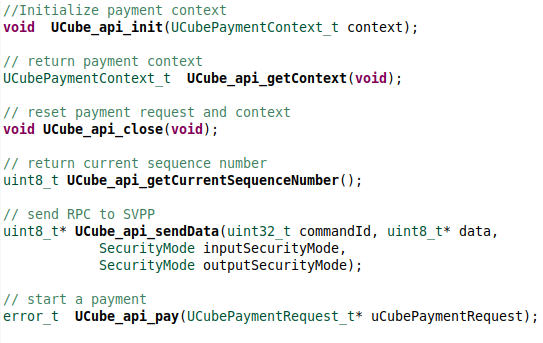 //Initialize payment context
void  UCube_api_init(UCubePaymentContext_t context);
// return payment context
UCubePaymentContext_t  UCube_api_getContext(void);
// reset payment request and context
void UCube_api_close(void);
// return current sequence number
uint8_t UCube_api_getCurrentSequenceNumber();
// send RPC to SVPP
uint8_t* UCube_api_sendData(uint32_t commandId, uint8_t* data,
            SecurityMode inputSecurityMode,
            SecurityMode outputSecurityMode);
// start a payment
error_t  UCube_api_pay(UCubePaymentRequest_t* uCubePaymentRequest);